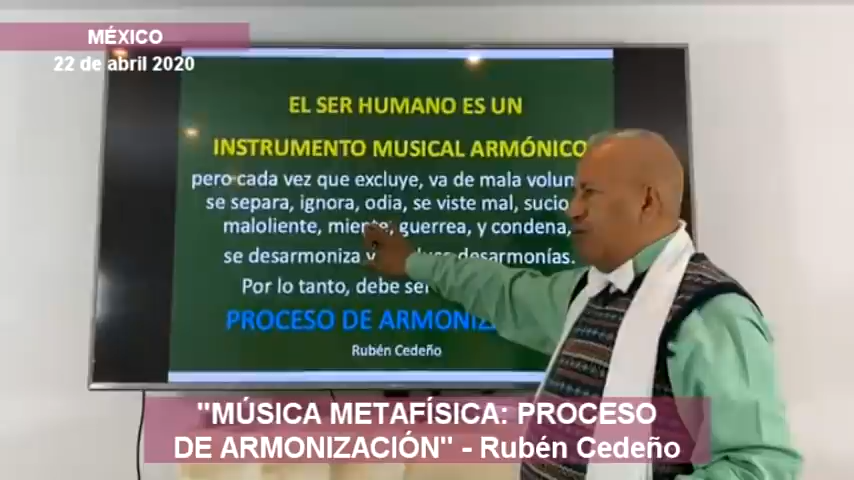 MÉXICO
22 de abril 2020
EL SER HUMANO ES UN
INSTRUMENTO MUSICAL ARMÓNICO
pero cada vez que excluye, va de mala
se separa, ignora, odia, se viste mal, sucio
maloliente, miente, guerrea, y condena,
se desarmoniza y desarmonías.
Por lo tanto, debe ser
PROCESO DE
Rubén Cedeño
"MÚSICA METAFÍSICA: PROCESO
DE ARMONIZACIÓN" - Rubén Cedeño